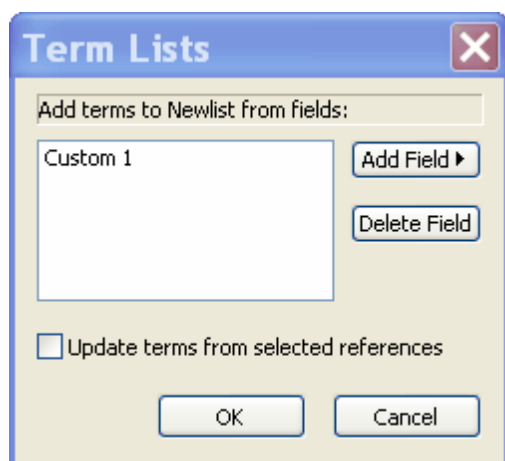 Term Lists
Add terms to Newlist from fields:
Custom 1
Add Field
Delete Field
Update terms from selected references
OK
Cancel